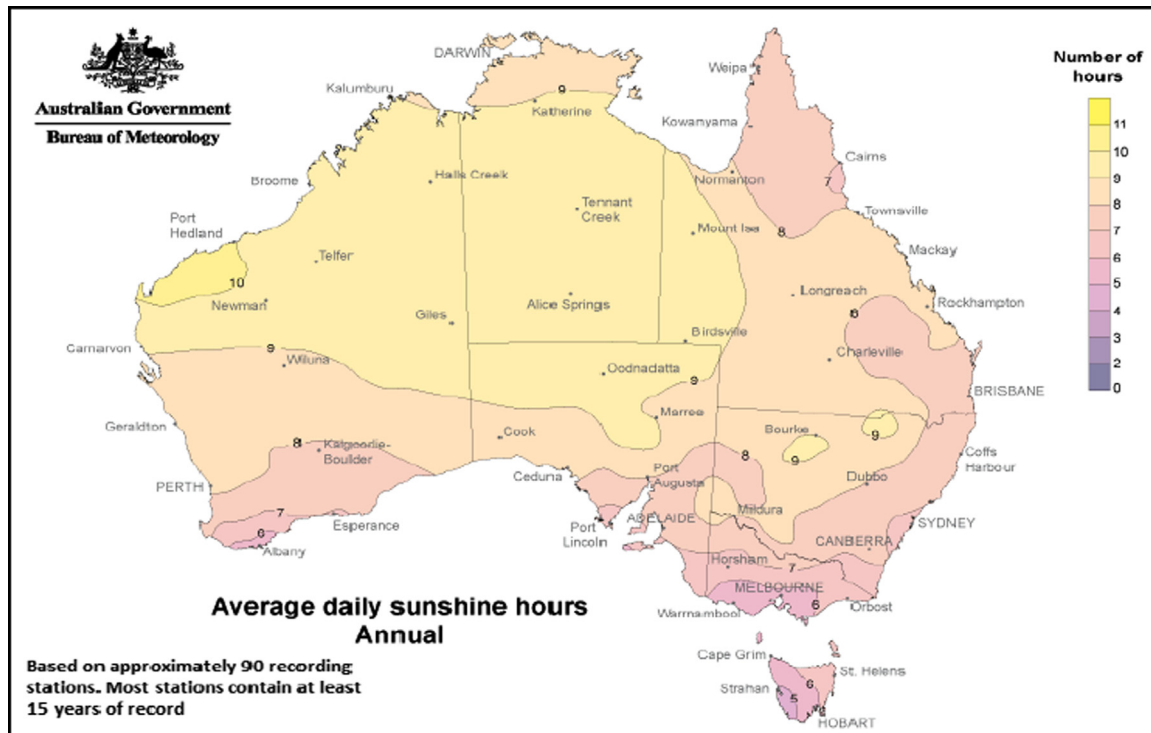 Australian Government
Bureau of Meteorology
Number of
hours
11
10
9
8
7
6
5
4
3
2
0
DARWIN
Weipa
Kalumburu
9
Katherine
Kowanyama
Cairns
Broome
Halls Creek
Normanton
7
Tennant
Creek
Townsville
Port
Hedland
Mount Isa
8
Mackay
Telfer
10
Newman
Alice Springs
Longreach
Rockhampton
Giles
8
Birdsville
Carnarvon
9
Wiluna
Charleville
Oodnadatta
9
BRISBANE
Geraldton
Marree
Cook
Bourke
9
8
Kalgoorlie-
Boulder
8
9
Coffs
Harbour
Ceduna
Port
Augusta
Dubbo
PERTH
7
Esperance
Port
Lincoln
ADELAIDE
Mildura
SYDNEY
6
Albany
CANBERRA
Horsham
7
MELBOURNE
Warrnambool
6
Orbost
Average daily sunshine hours
Annual
Cape Grim
St. Helens
Strahan
6
5
HOBART
Based on approximately 90 recording
stations. Most stations contain at least
15 years of record